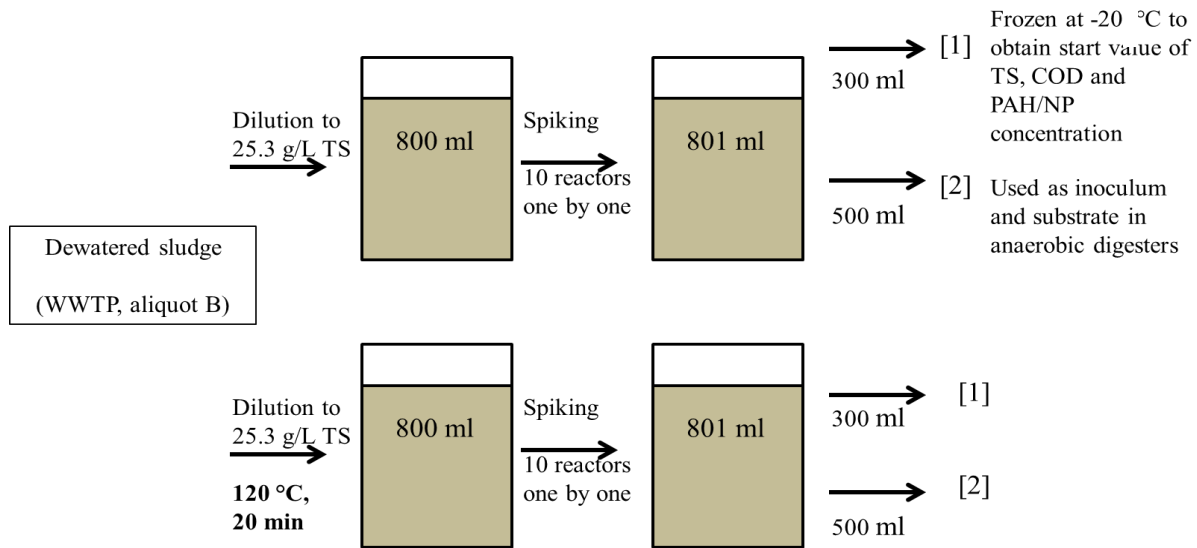 Dewatered sludge
(WWTP, aliquot B)
Dilution to
25.3 g/L TS
800 ml
Spiking
10 reactors
one by one
801 ml
300 ml
[1]
Frozen at -20 °C to
obtain start value of
TS, COD and
PAH/NP
concentration
500 ml
[2]
Used as inoculum
and substrate in
anaerobic digesters
Dilution to
25.3 g/L TS
120 °C,
20 min
800 ml
Spiking
10 reactors
one by one
801 ml
300 ml
[1]
500 ml
[2]